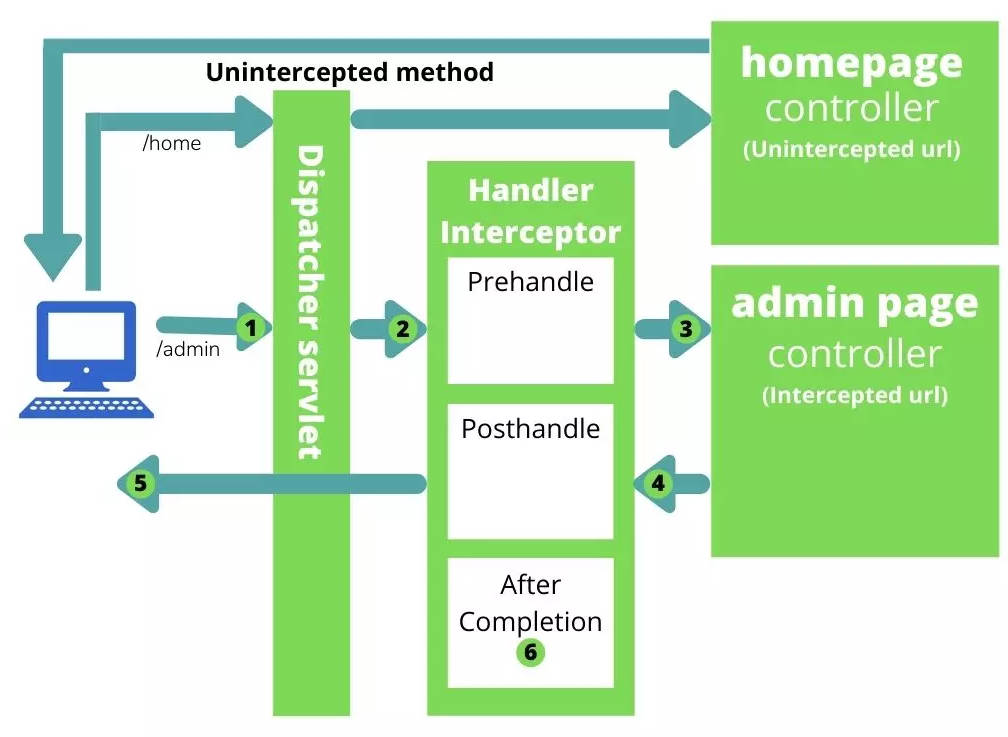 Unintercepted method
/home
homepage
controller
(Unintercepted url)
Dispatcher servlet
Handler
Interceptor
Prehandle
/admin
1
2
3
admin page
controller
(Intercepted url)
Posthandle
5
4
After
Completion
6